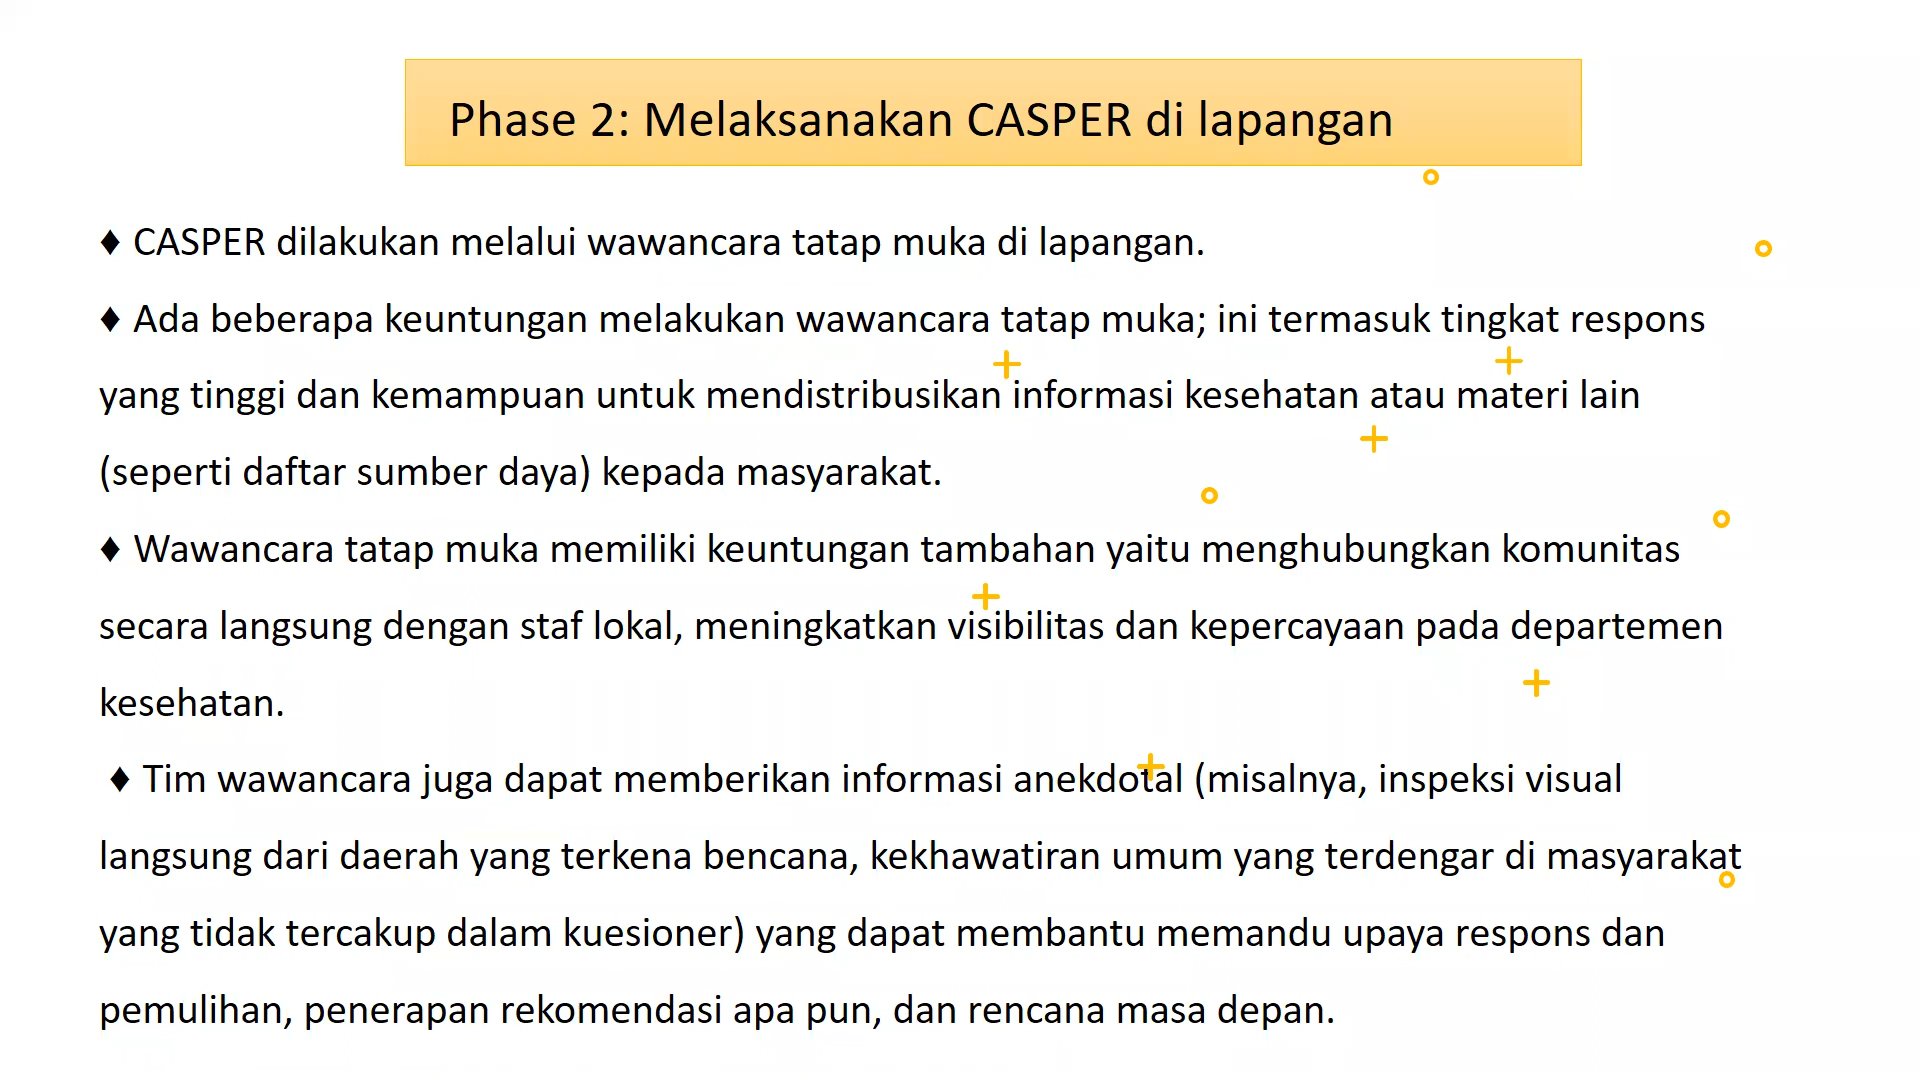 Phase 2: Melaksanakan CASPER di lapangan
♦ CASPER dilakukan melalui wawancara tatap muka di lapangan.
♦ Ada beberapa keuntungan melakukan wawancara tatap muka; ini termasuk tingkat respons
yang tinggi dan kemampuan untuk mendistribusikan informasi kesehatan atau materi lain
(seperti daftar sumber daya) kepada masyarakat.
♦ Wawancara tatap muka memiliki keuntungan tambahan yaitu menghubungkan komunitas
secara langsung dengan staf lokal, meningkatkan visibilitas dan kepercayaan pada departemen
kesehatan.
♦ Tim wawancara juga dapat memberikan informasi anekdotal (misalnya, inspeksi visual
langsung dari daerah yang terkena bencana, kekhawatiran umum yang terdengar di masyarakat
yang tidak tercakup dalam kuesioner) yang dapat membantu memandu upaya respons dan
pemulihan, penerapan rekomendasi apa pun, dan rencana masa depan.